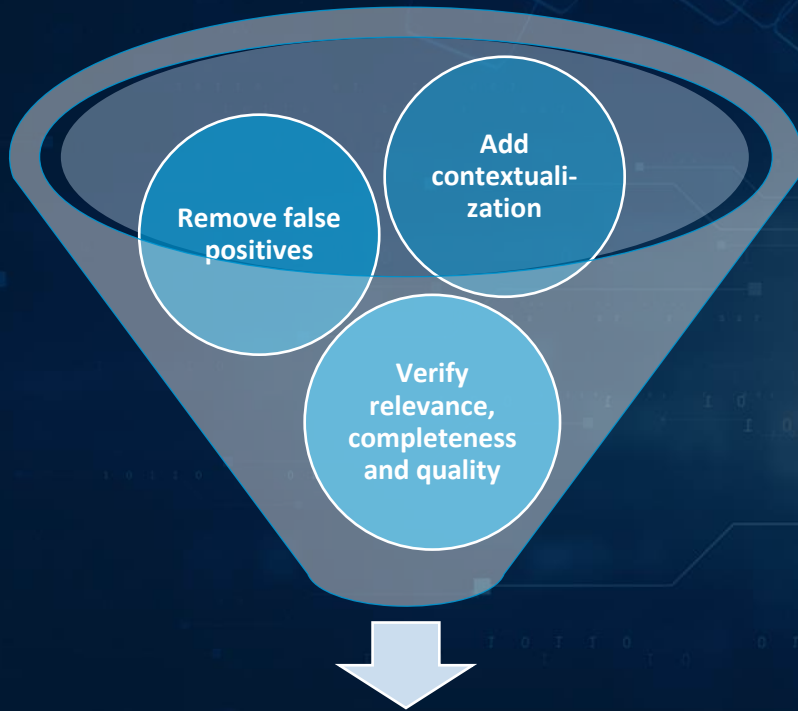 Add
contextuali-
zation
Remove false
positives
Verify
relevance,
completeness
and quality